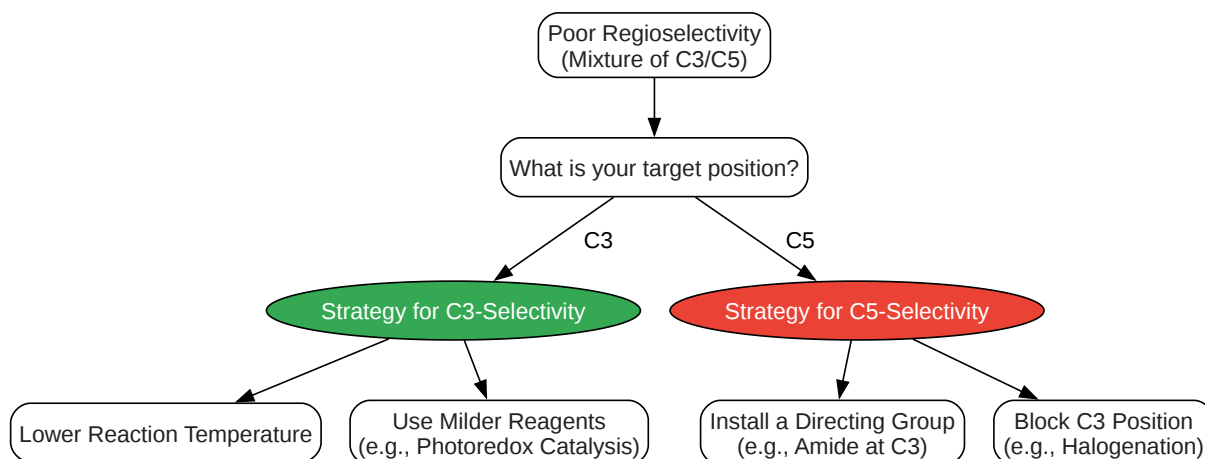 Poor Regioselectivity
(Mixture of C3/C5)
What is your target position?
C3
C5
Strategy for C3-Selectivity
Strategy for C5-Selectivity
Lower Reaction Temperature
Use Milder Reagents
(e.g., Photoredox Catalysis)
Install a Directing Group
(e.g., Amide at C3)
Block C3 Position
(e.g., Halogenation)